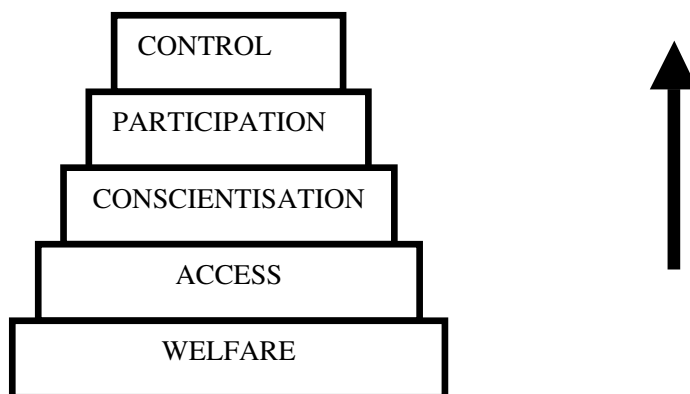 CONTROL
PARTICIPATION
CONSCIENTISATION
ACCESS
WELFARE